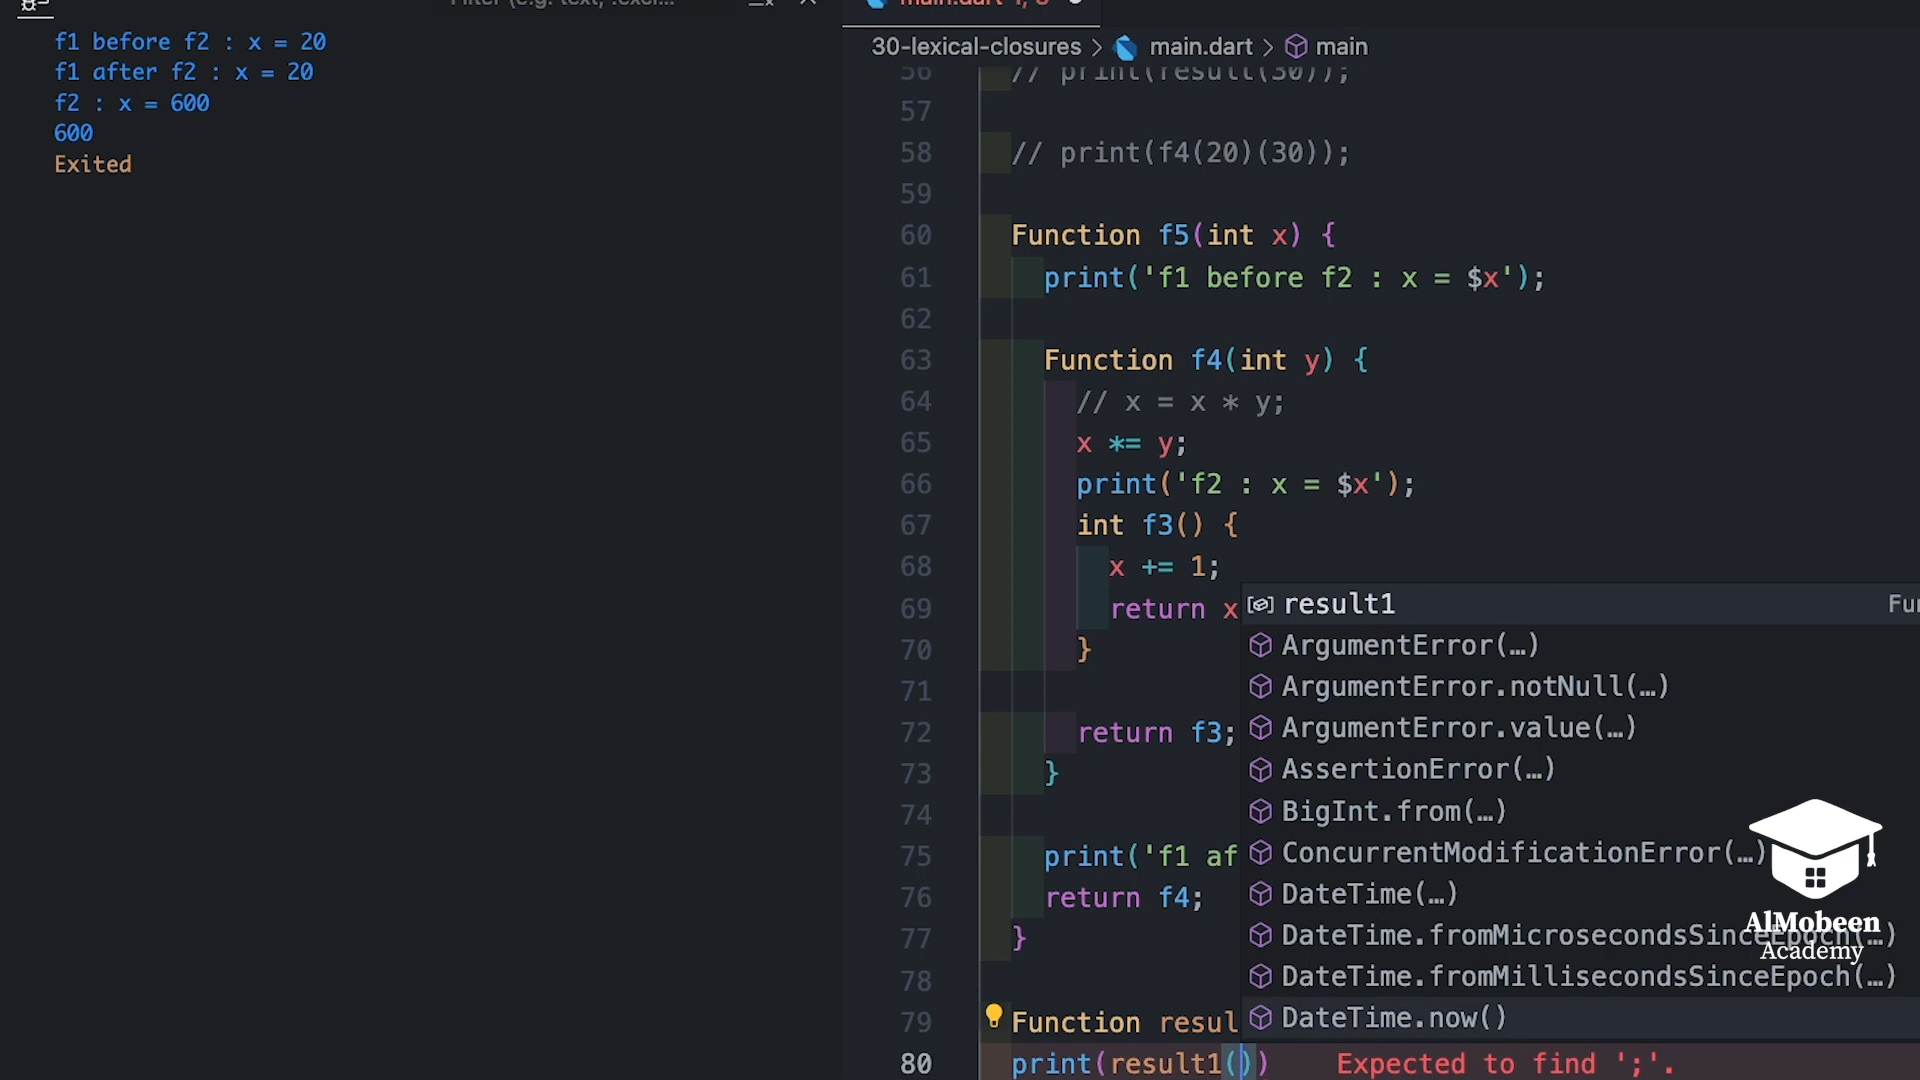 Filter (e.g. text, !excl...
main.dart 1, 3
f1 before f2 : x = 20
f1 after f2 : x = 20
f2 : x = 600
600
Exited
30-lexical-closures > main.dart > main
56 // print(result(30));
57
58 // print(f4(20)(30));
59
60 Function f5(int x) {
61 print('f1 before f2 : x = $x');
62
63 Function f4(int y) {
64 // x = x * y;
65 x *= y;
66 print('f2 : x = $x');
67 int f3() {
68 x += 1;
69 return x
70 }
71
72 return f3;
73 }
74
75 print('f1 af
76 return f4;
77 }
78
79 Function resul
80 print(result1()) Expected to find ';'.
result1 Fun
ArgumentError(…)
ArgumentError.notNull(…)
ArgumentError.value(…)
AssertionError(…)
BigInt.from(…)
ConcurrentModificationError(…)
DateTime(…)
DateTime.fromMicrosecondsSinceEpoch(…)
DateTime.fromMillisecondsSinceEpoch(…)
DateTime.now()
AlMobeen
Academy